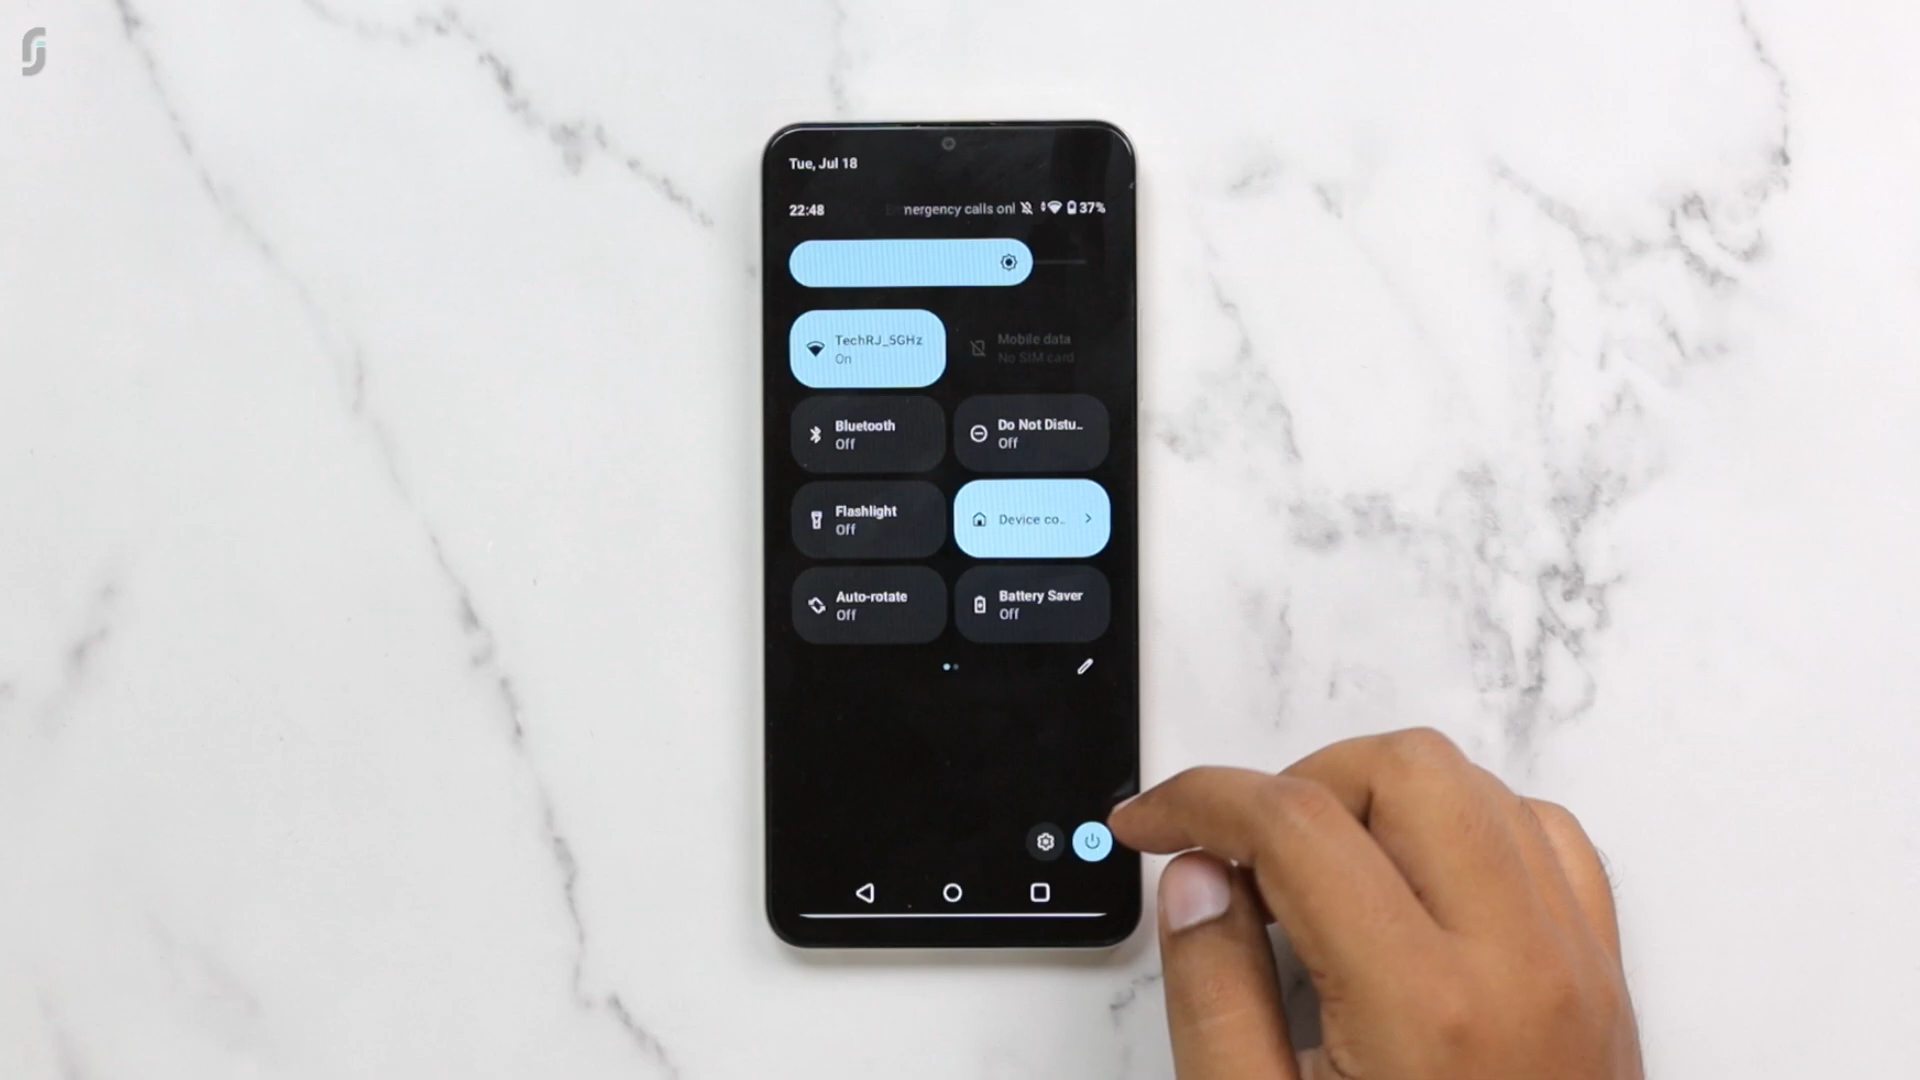 Tue, Jul 18
22:48
mergency calls onl
37%
TechRJ_5GHz
On
Mobile data
No SIM card
Bluetooth
Off
Do Not Distu..
Off
Flashlight
Off
Device co..
Auto-rotate
Off
Battery Saver
Off